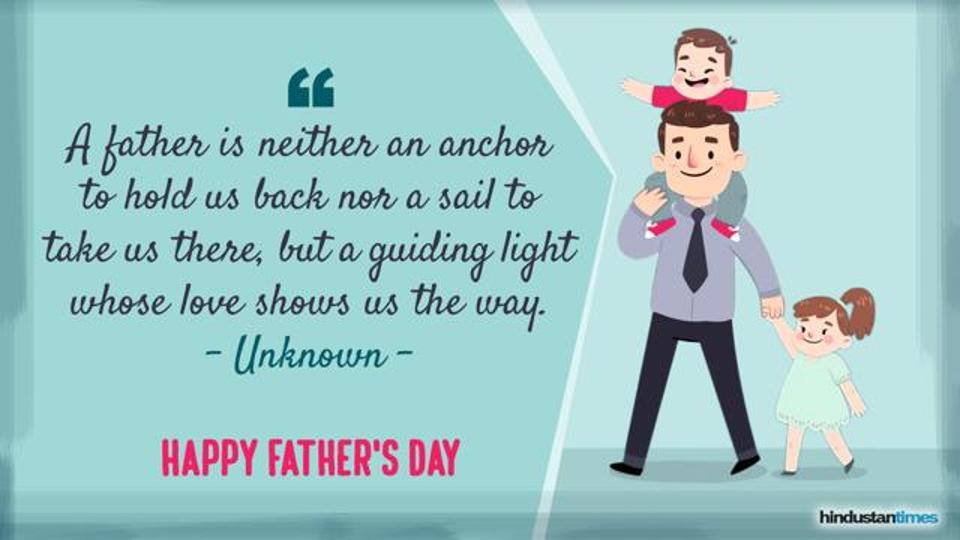 “
A father is neither an anchor
to hold us back nor a sail to
take us there, but a guiding light
whose love shows us the way.
- Unknown -
HAPPY FATHER'S DAY
hindustantimes